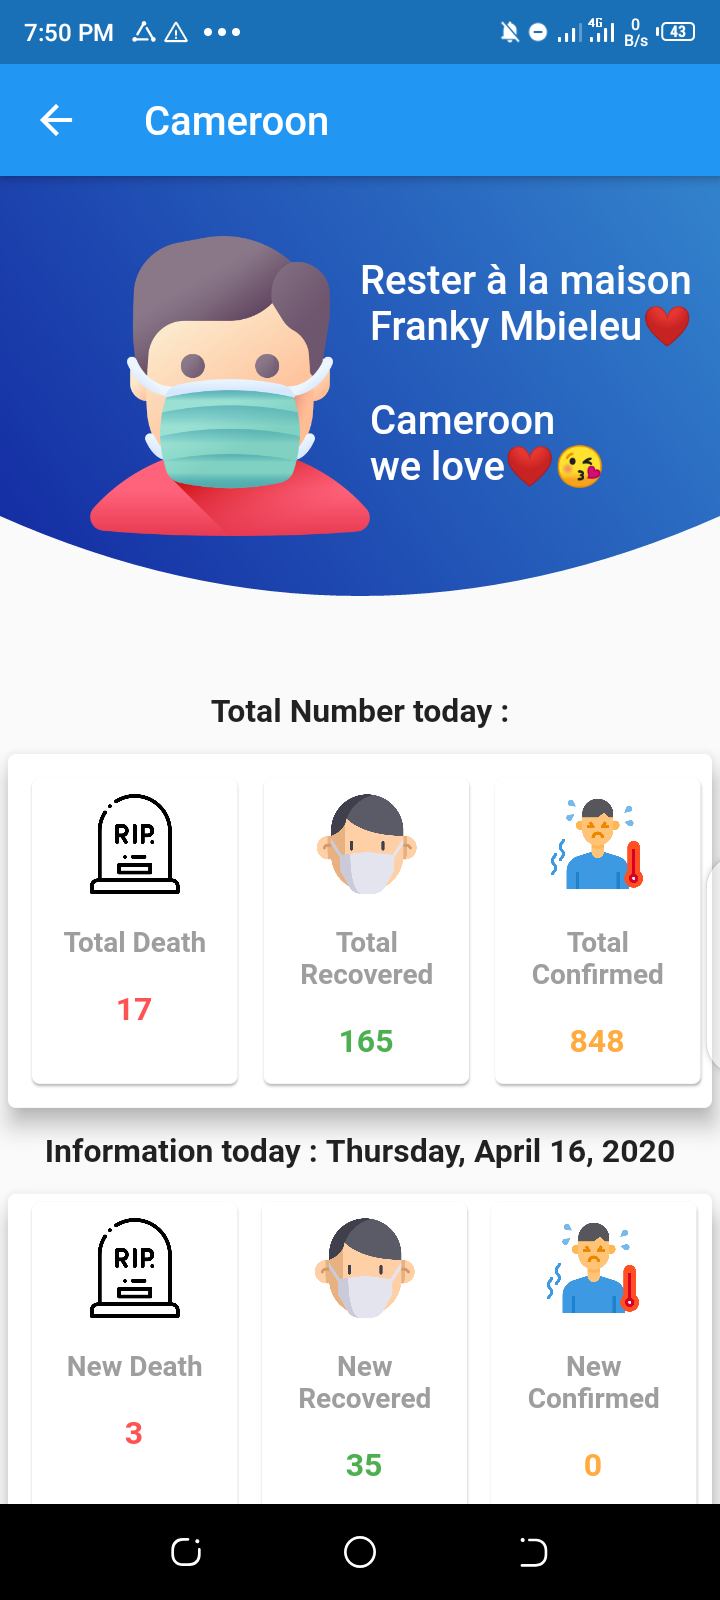 7:50 PM
4G
0
B/s
43
Cameroon
Rester à la maison
Franky Mbieleu❤️
Cameroon
we love❤️😘
Total Number today :
RIP.
Total Death
17
Total
Recovered
165
Total
Confirmed
848
Information today : Thursday, April 16, 2020
RIP.
New Death
3
New
Recovered
35
New
Confirmed
0